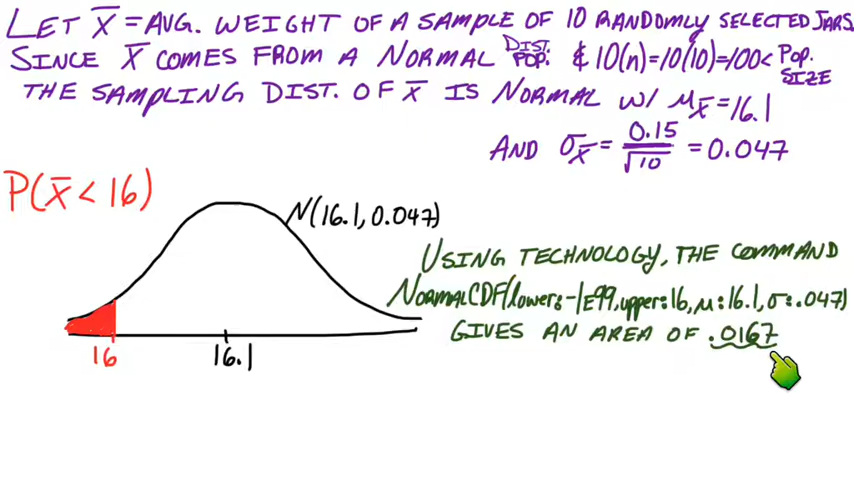 LET X̄ = AVG. WEIGHT OF A SAMPLE OF 10 RANDOMLY SELECTED JARS.
SINCE X̄ COMES FROM A NORMAL DIST. POP. & 10(n)=10(10)=100< POP. SIZE
THE SAMPLING DIST. OF X̄ IS NORMAL W/ μx̄ = 16.1
AND σx̄ = 0.15/√10 = 0.047
P(X̄ < 16)
N(16.1, 0.047)
USING TECHNOLOGY, THE COMMAND
NORMALCDF(lower:-1E99, upper:16, μ:16.1, σ:.047)
GIVES AN AREA OF .0167
16
16.1